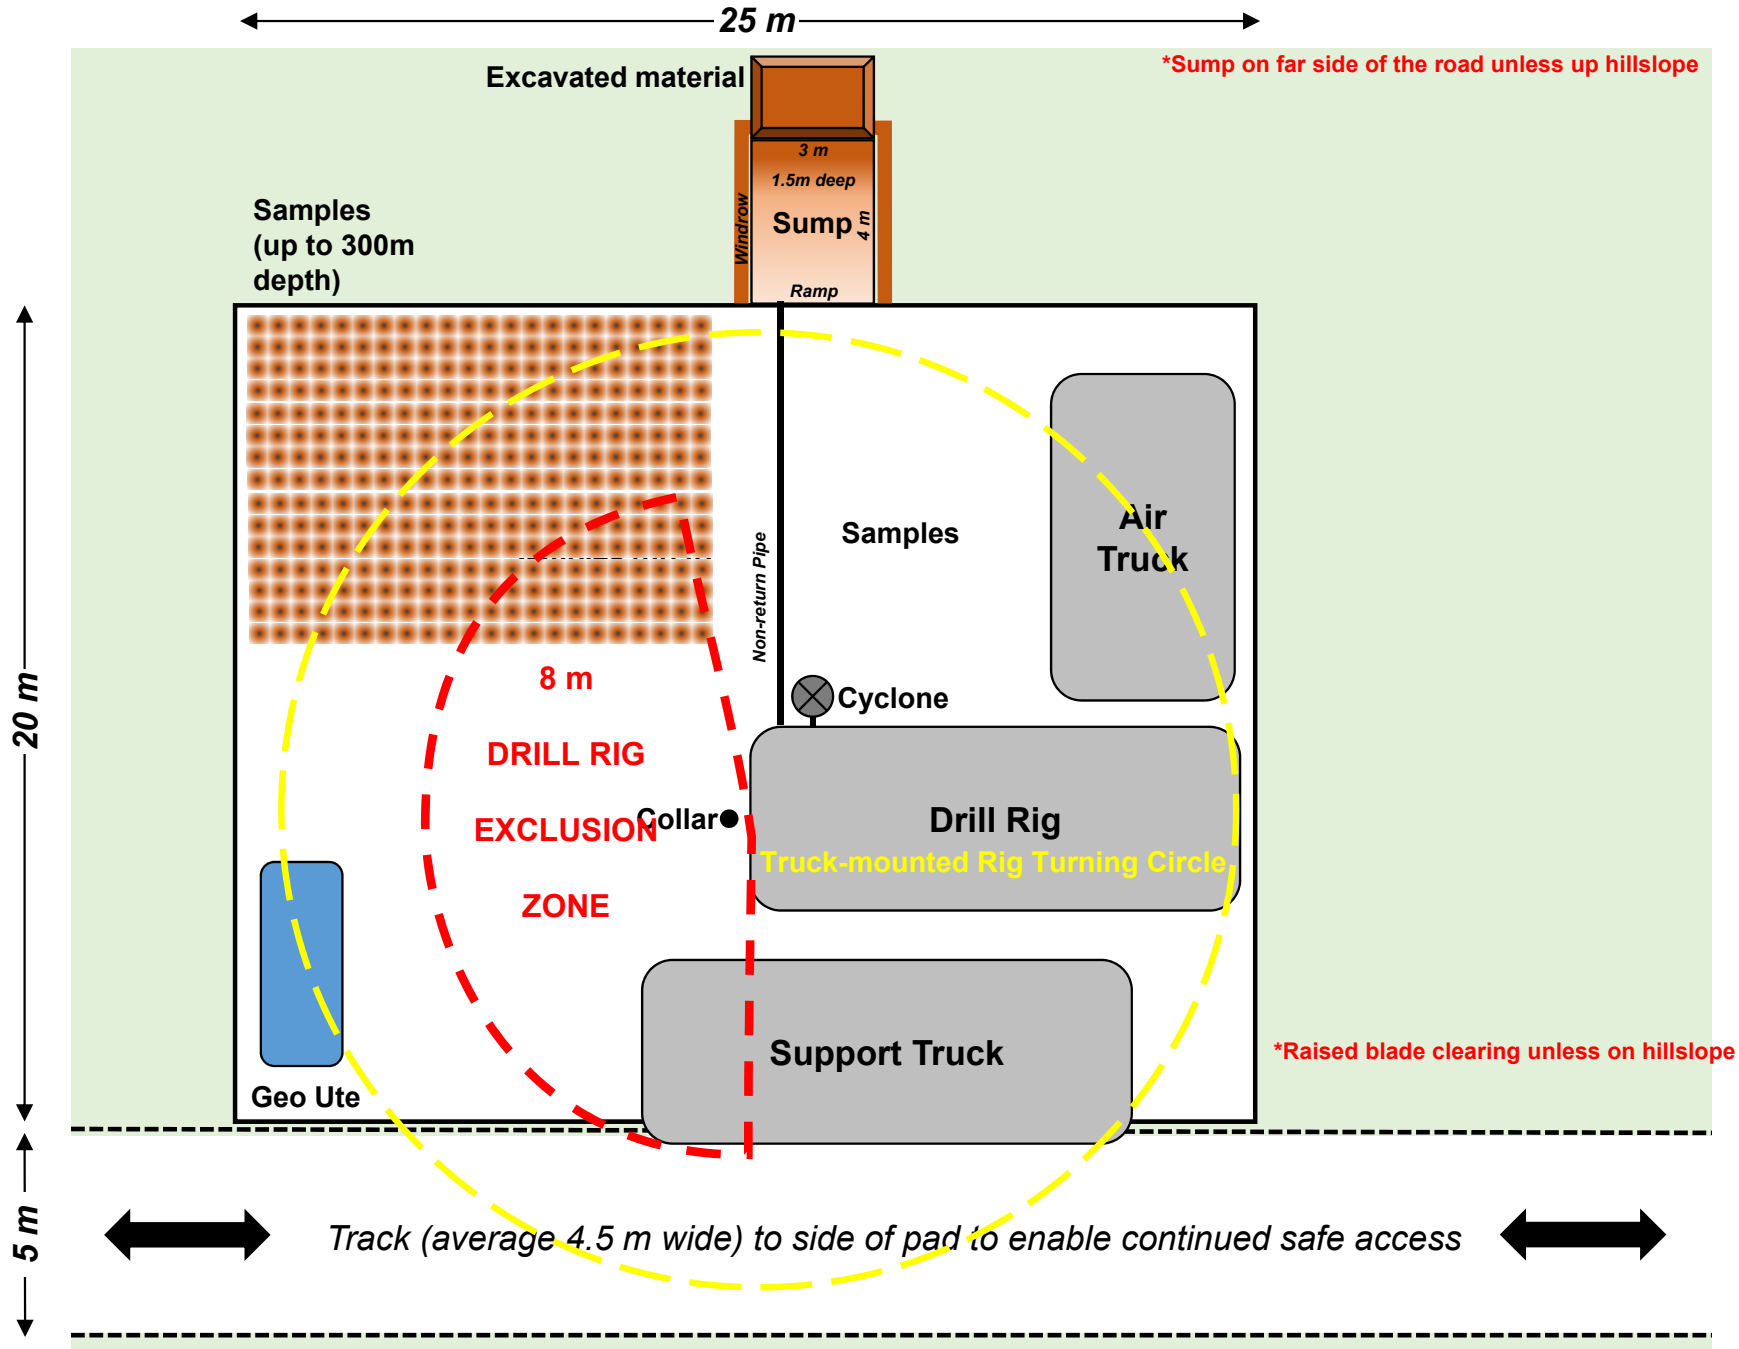 25 m
Excavated material
*Sump on far side of the road unless up hillslope
3 m
1.5m deep
Windrow
Sump
4 m
Ramp
Samples
(up to 300m
depth)
20 m
Non-return Pipe
Samples
Air
Truck
8 m
DRILL RIG
EXCLUSION
ZONE
Cyclone
Collar
Drill Rig
Truck-mounted Rig Turning Circle
Support Truck
Geo Ute
*Raised blade clearing unless on hillslope
5 m
Track (average 4.5 m wide) to side of pad to enable continued safe access